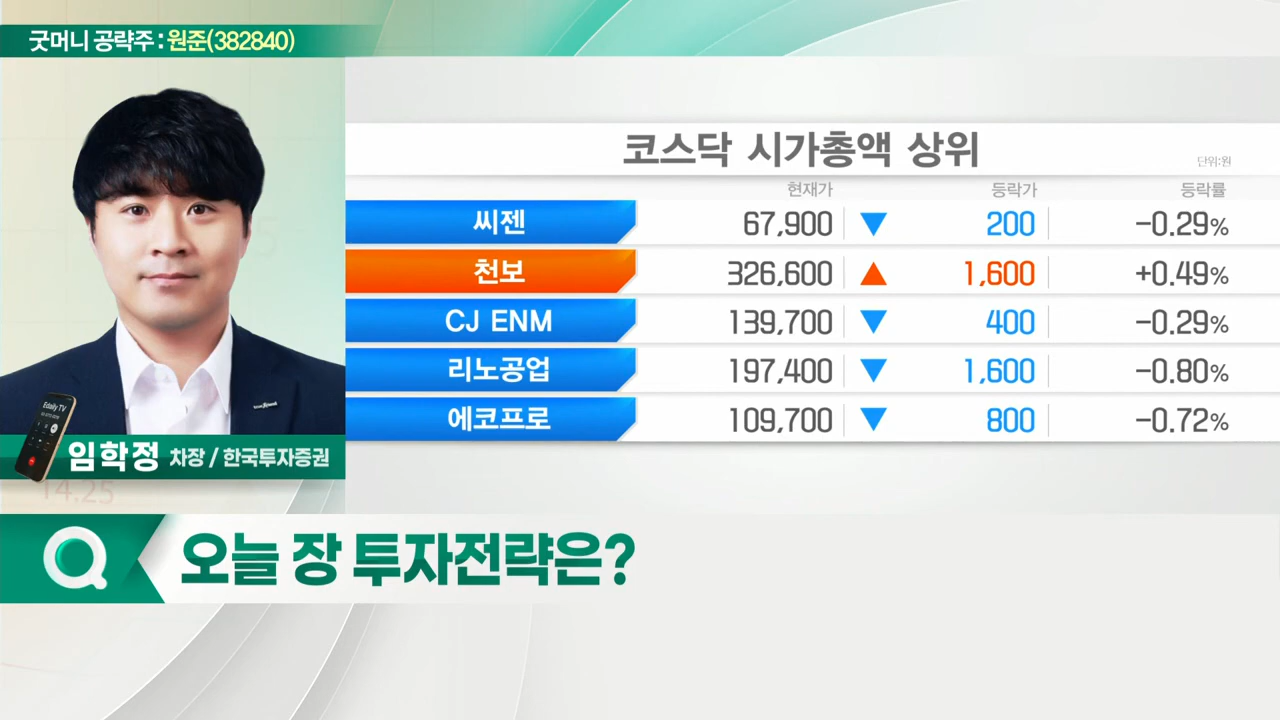 굿머니 공략주 : 원준(382840)
코스닥 시가총액 상위
단위:원
현재가 등락가 등락률
씨젠 67,900 ▼ 200 -0.29%
천보 326,600 ▲ 1,600 +0.49%
CJ ENM 139,700 ▼ 400 -0.29%
리노공업 197,400 ▼ 1,600 -0.80%
에코프로 109,700 ▼ 800 -0.72%
Edaily TV
임학정 차장 / 한국투자증권
14.25
Q 오늘 장 투자전략은?